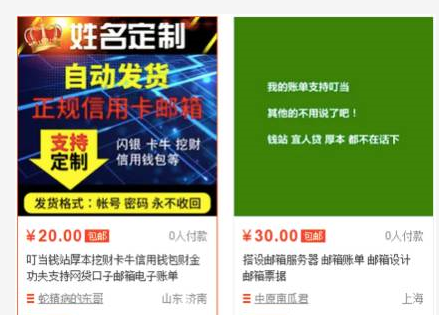 姓名定制
自动发货
正规信用卡邮箱
支持
定制
闪银 卡牛 挖财
信用钱包等
发货格式：帐号 密码 永不收回
¥20.00 包邮 0人付款
叮当钱站厚本挖财卡牛信用钱包财金
功夫支持网贷口子邮箱电子账单
蛇精病的东哥 山东 济南
我的账单支持叮当
其他的不用说了吧！
钱站 宜人贷 厚本 都不在话下
¥30.00 包邮 0人付款
搭设邮箱服务器 邮箱账单 邮箱设计
邮箱票据
中原南瓜君 上海